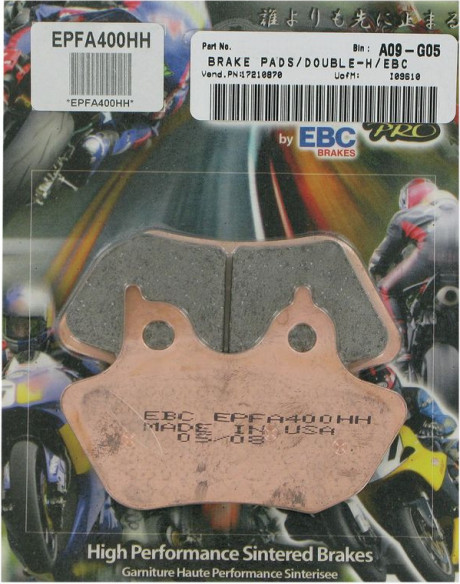 誰よりも先に止まる
EPFA400HH
*EPFA400HH*
Part No. Bin: A09-G05
BRAKE PADS/DOUBLE-H/EBC
Vend.PN:17210870 UofM: I09610
by EBC
BRAKES
PRO
EBC EPFA400HH
MADE IN USA
05/08
High Performance Sintered Brakes
Garniture Haute Performance Sinterisee